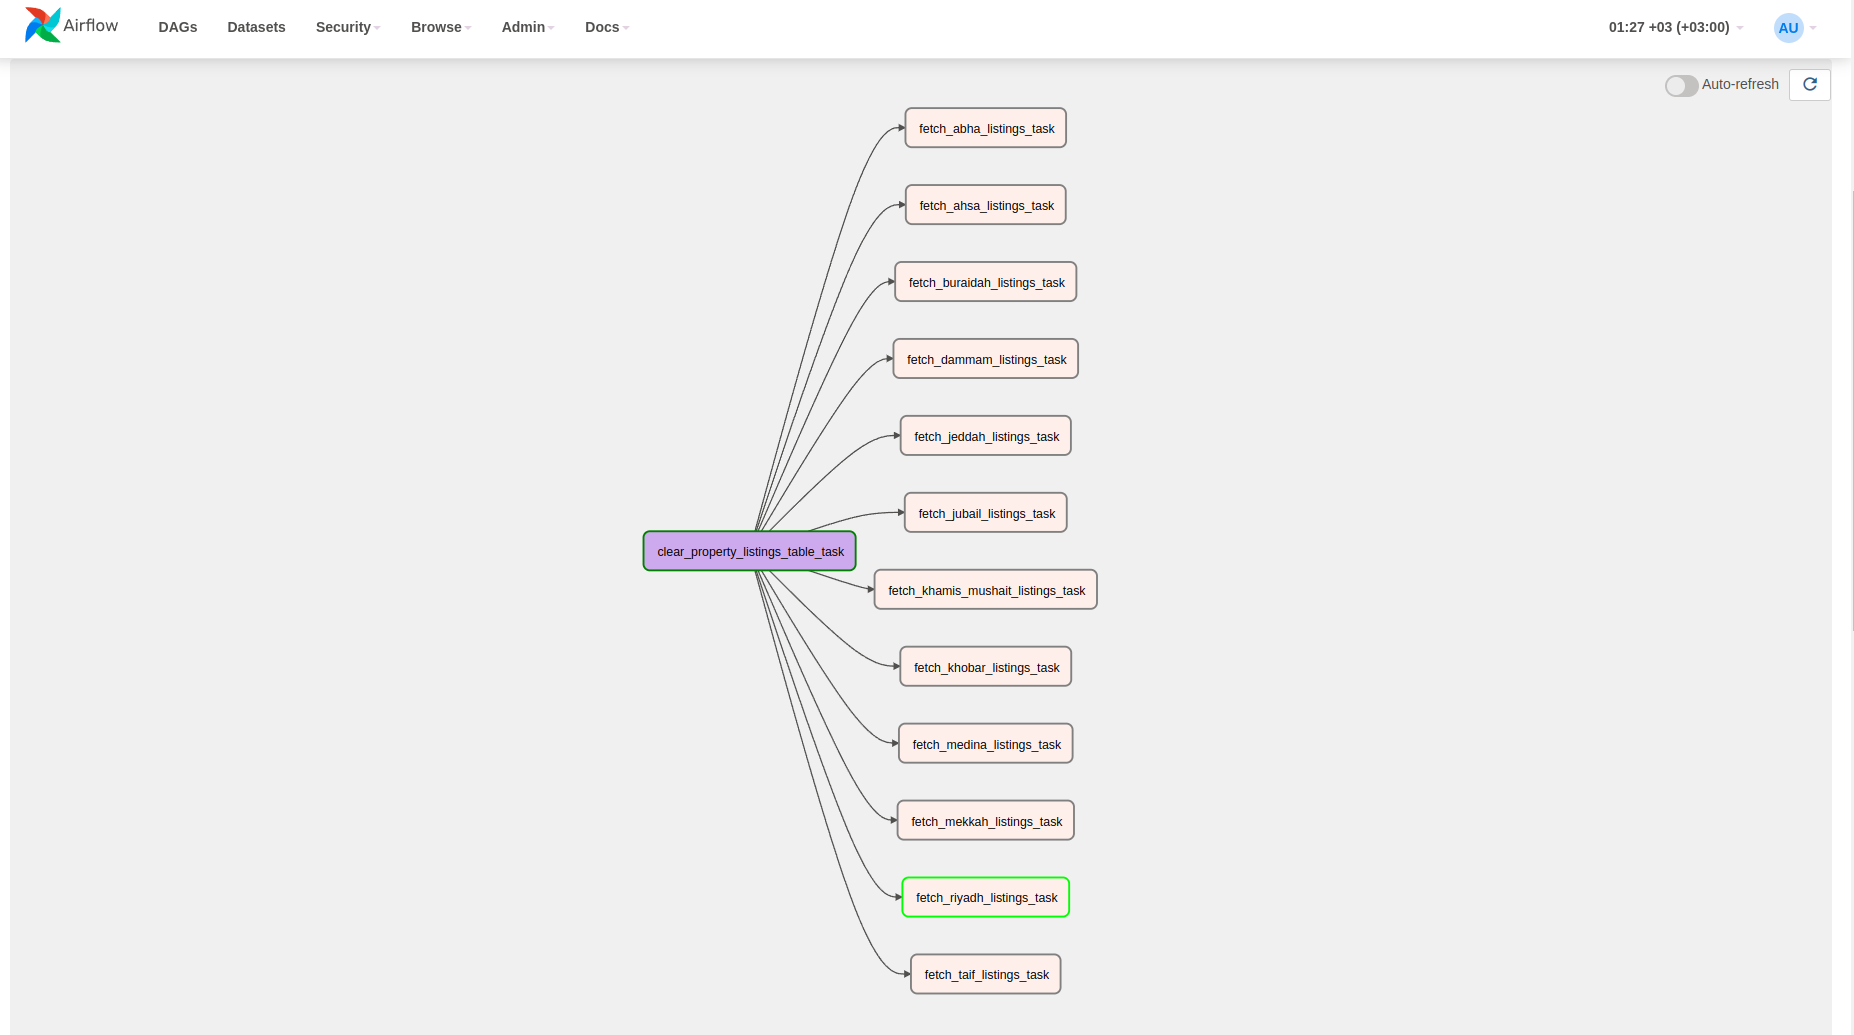 Airflow
DAGs
Datasets
Security
Browse
Admin
Docs
01:27 +03 (+03:00)
AU
Auto-refresh
fetch_abha_listings_task
fetch_ahsa_listings_task
fetch_buraidah_listings_task
fetch_dammam_listings_task
fetch_jeddah_listings_task
fetch_jubail_listings_task
clear_property_listings_table_task
fetch_khamis_mushait_listings_task
fetch_khobar_listings_task
fetch_medina_listings_task
fetch_mekkah_listings_task
fetch_riyadh_listings_task
fetch_taif_listings_task